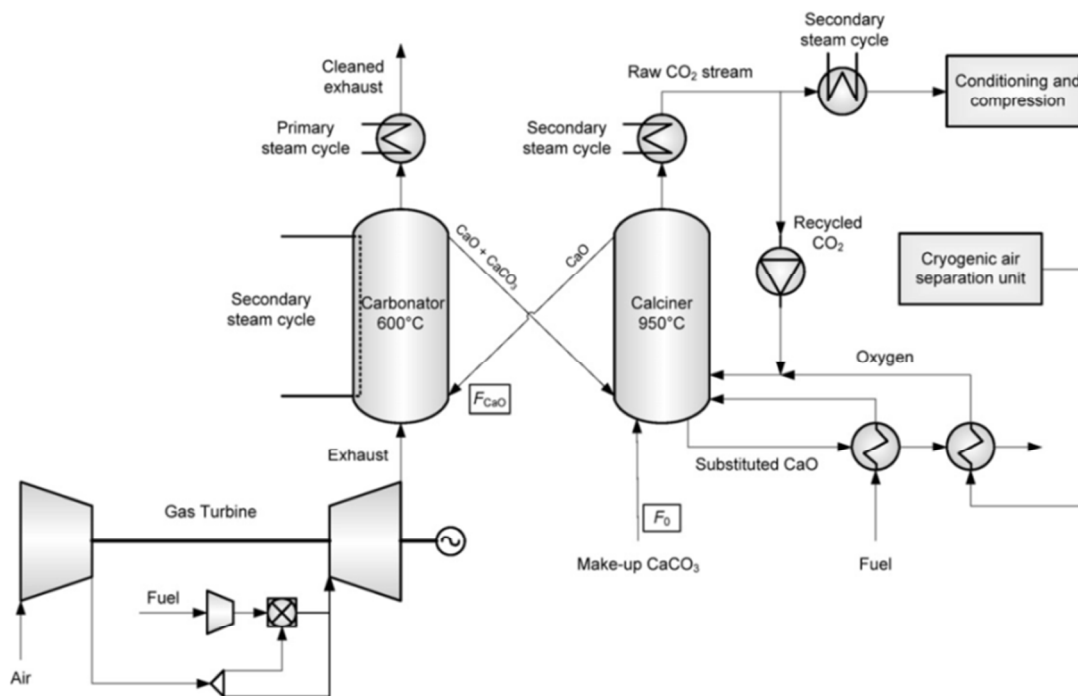 Secondary
steam cycle
Cleaned
exhaust
Raw CO₂ stream
Conditioning and
compression
Primary
steam cycle
Secondary
steam cycle
CaO + CaCO₃
CaO
Recycled
CO₂
Cryogenic air
separation unit
Secondary
steam cycle
Carbonator
600°C
Calciner
950°C
Oxygen
F_CaO
Exhaust
Substituted CaO
Gas Turbine
F₀
Make-up CaCO₃
Fuel
Fuel
Air